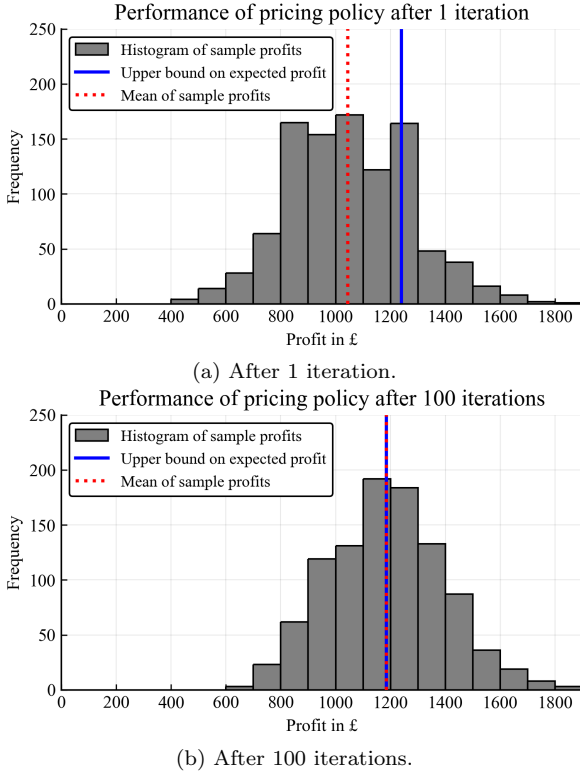 Performance of pricing policy after 1 iteration
250
200
150
100
50
0
Frequency
Histogram of sample profits
Upper bound on expected profit
Mean of sample profits
0 200 400 600 800 1000 1200 1400 1600 1800
Profit in £
(a) After 1 iteration.
Performance of pricing policy after 100 iterations
250
200
150
100
50
0
Frequency
Histogram of sample profits
Upper bound on expected profit
Mean of sample profits
0 200 400 600 800 1000 1200 1400 1600 1800
Profit in £
(b) After 100 iterations.